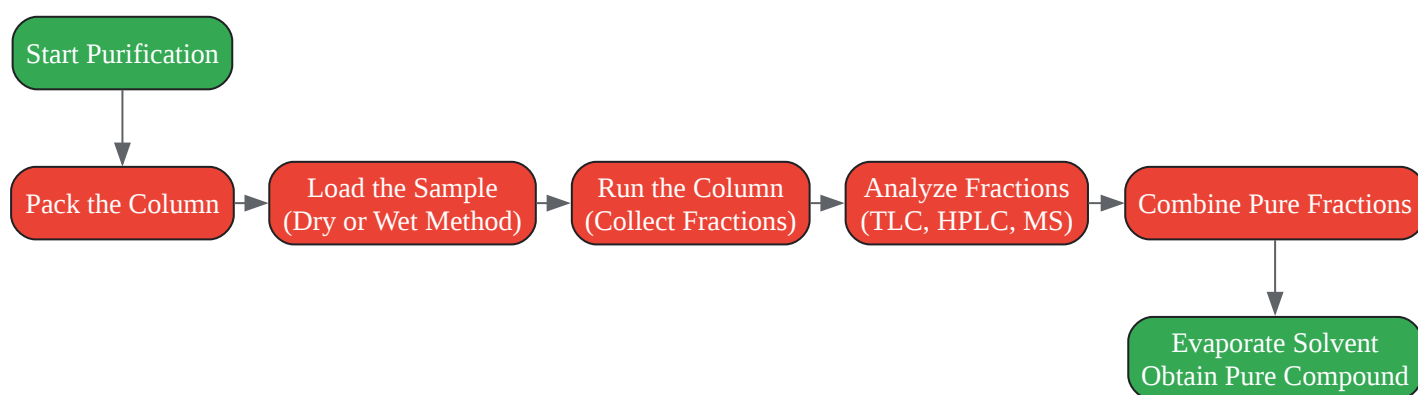 Start Purification
Pack the Column
Load the Sample
(Dry or Wet Method)
Run the Column
(Collect Fractions)
Analyze Fractions
(TLC, HPLC, MS)
Combine Pure Fractions
Evaporate Solvent
Obtain Pure Compound